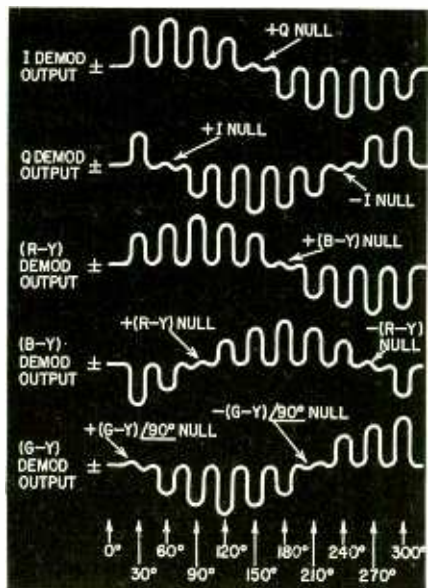 +Q NULL
I DEMOD
OUTPUT ±
+I NULL
Q DEMOD
OUTPUT ±
-I NULL
(R-Y)
DEMOD
OUTPUT ±
+(B-Y) NULL
+(R-Y) NULL
-(R-Y)
NULL
(B-Y)
DEMOD
OUTPUT ±
-(G-Y)/90° NULL
+(G-Y)/90° NULL
(G-Y)
DEMOD
OUTPUT ±
0° 60° 120° 180° 240° 300°
30° 90° 150° 210° 270°